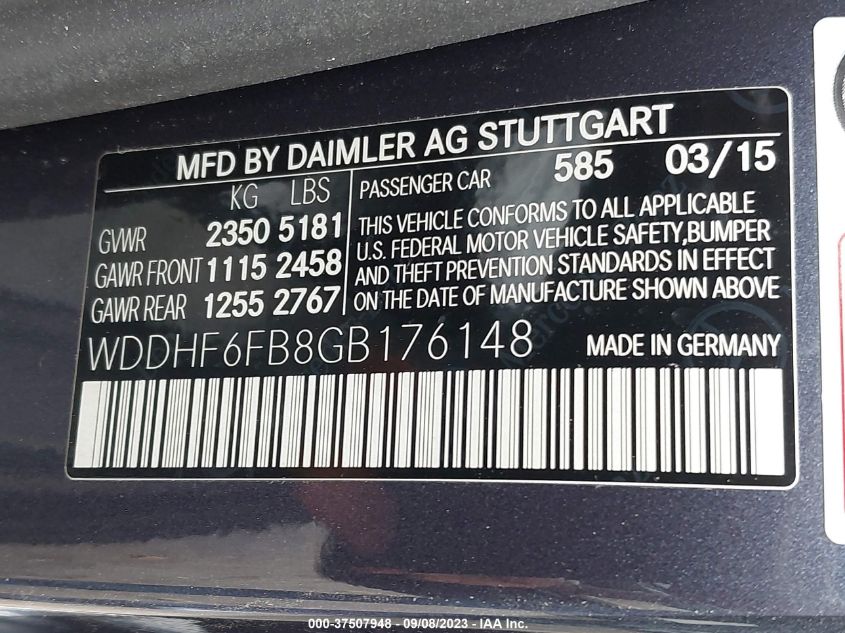 MFD BY DAIMLER AG STUTTGART
KG LBS
PASSENGER CAR 585 03/15
GVWR 2350 5181
GAWR FRONT 1115 2458
GAWR REAR 1255 2767
THIS VEHICLE CONFORMS TO ALL APPLICABLE
U.S. FEDERAL MOTOR VEHICLE SAFETY,BUMPER
AND THEFT PREVENTION STANDARDS IN EFFECT
ON THE DATE OF MANUFACTURE SHOWN ABOVE
WDDHF6FB8GB176148 MADE IN GERMANY
000-37507948 - 09/08/2023 - IAA Inc.